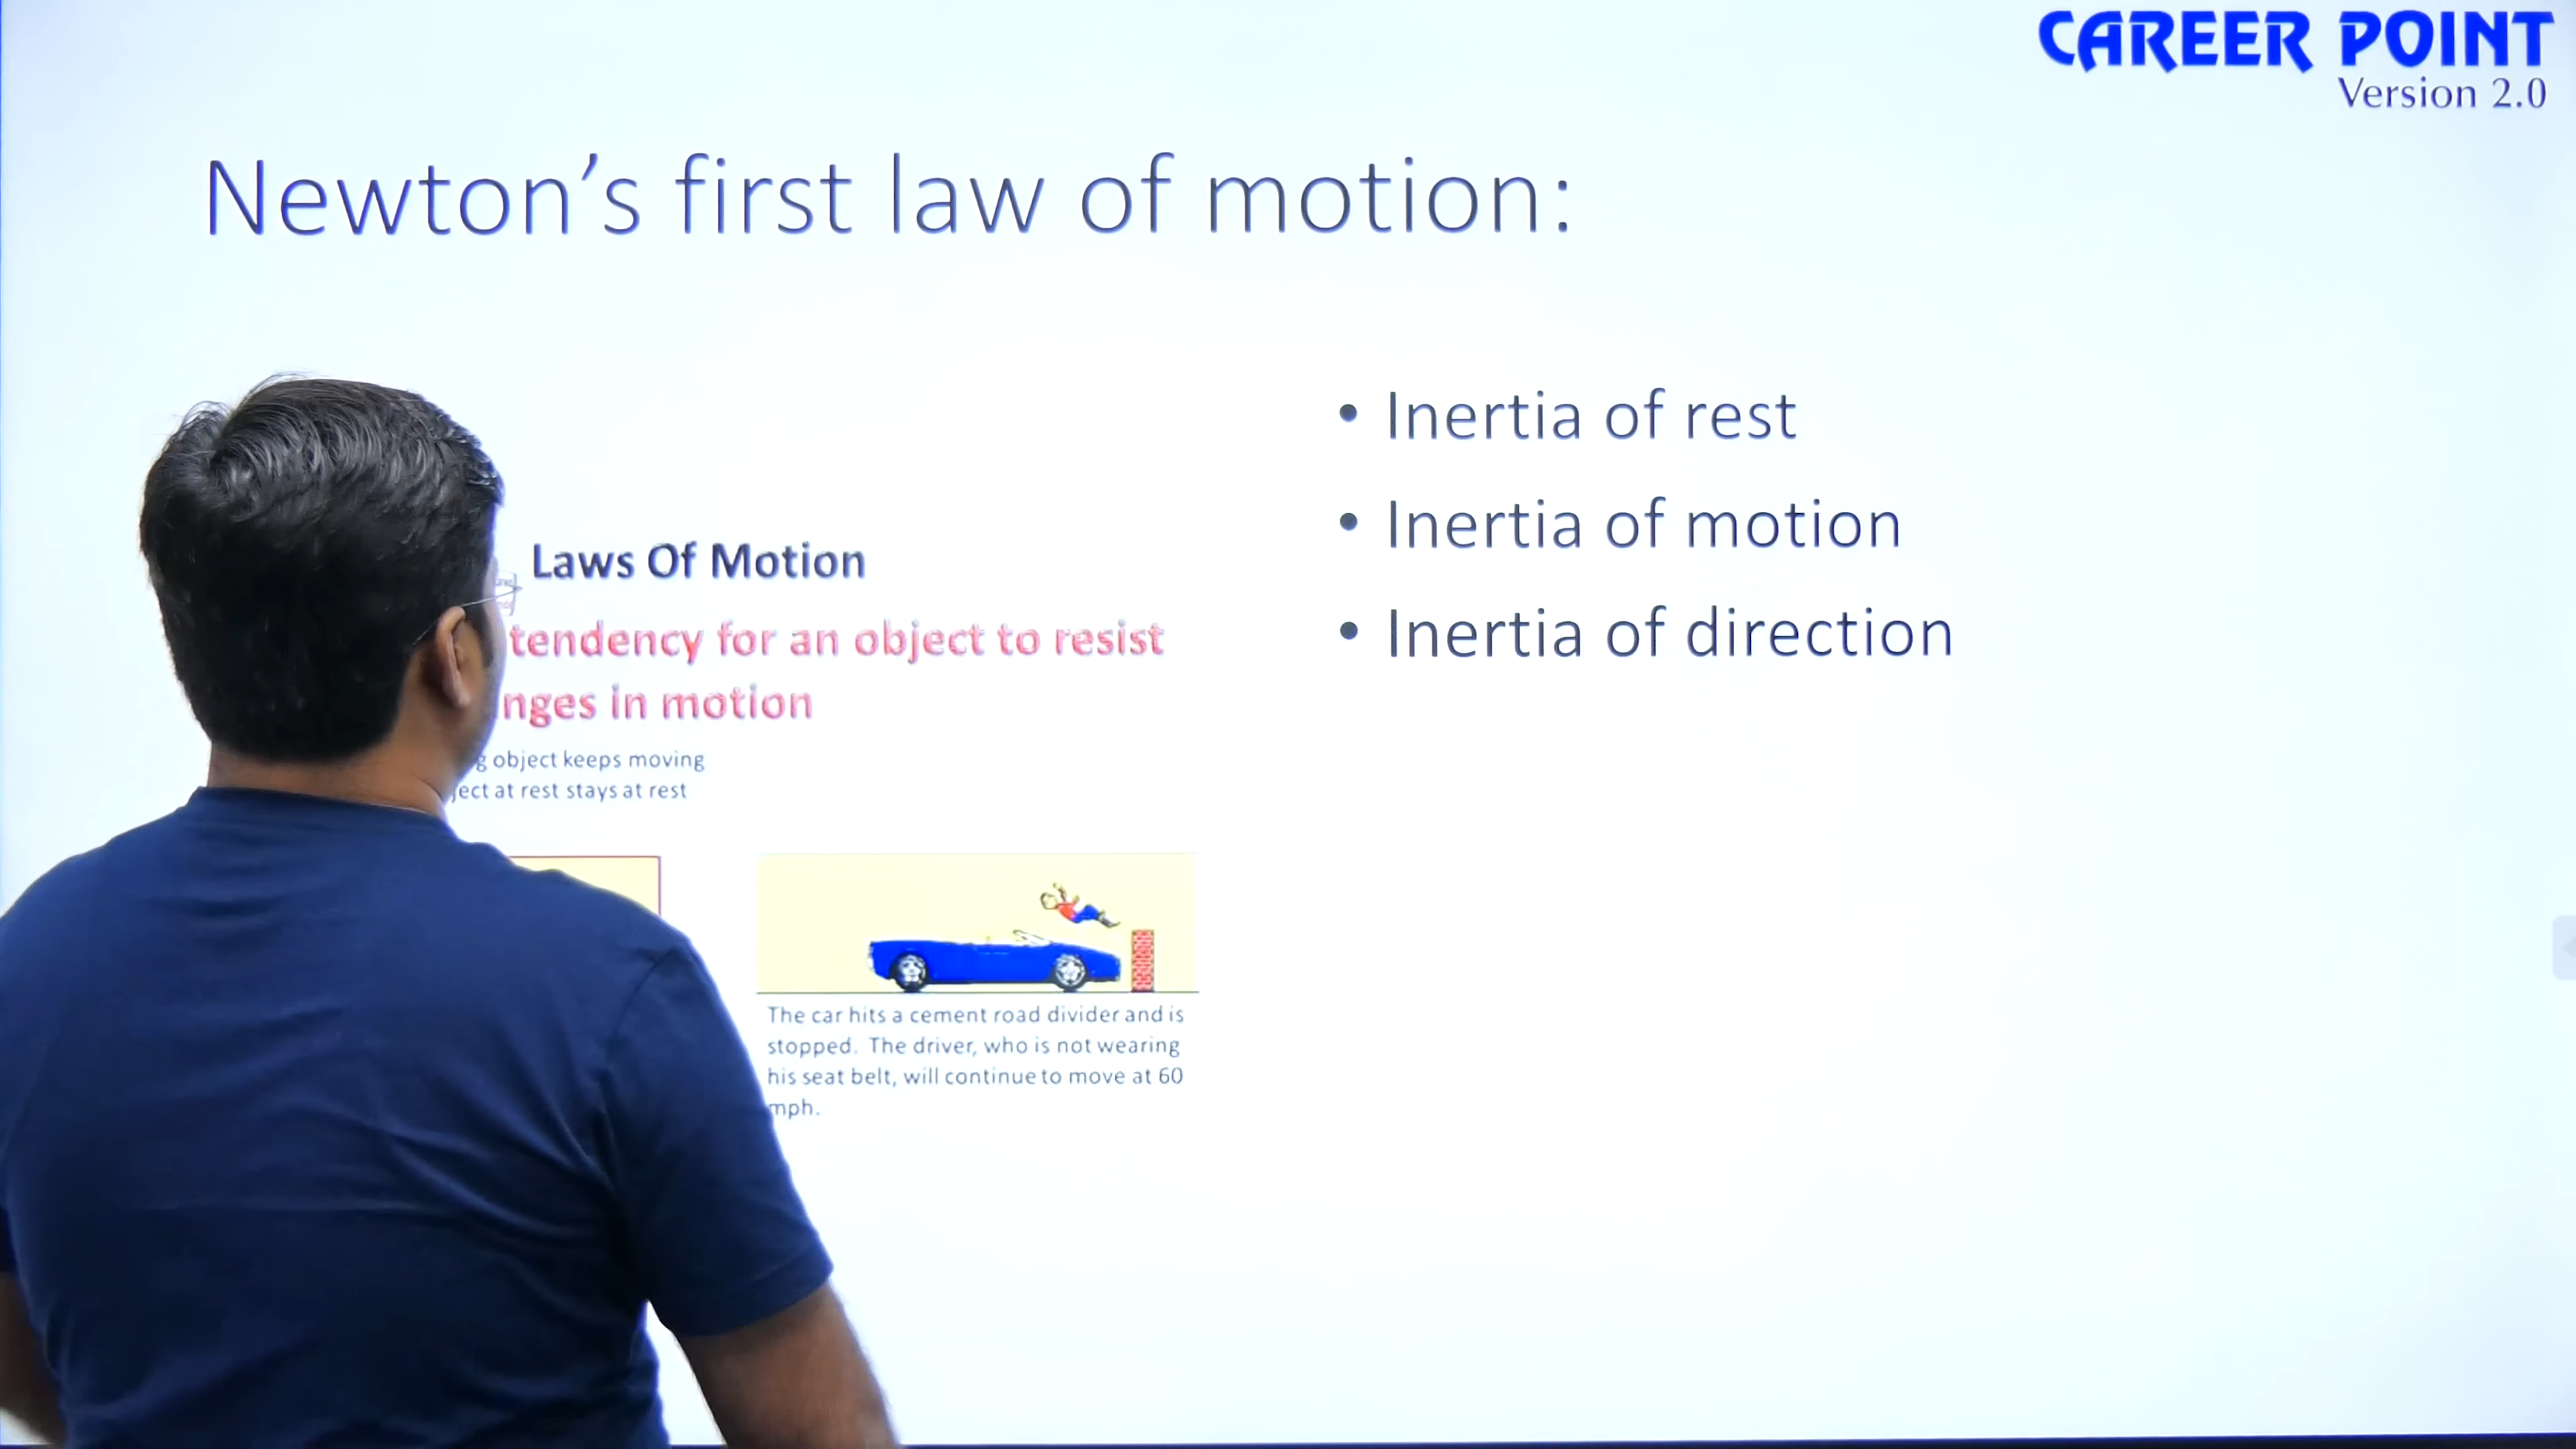 CAREER POINT
Version 2.0
Newton's first law of motion:
Laws Of Motion
tendency for an object to resist
in motion
object keeps moving
at rest stays at rest
The car hits a cement road divider and is
stopped. The driver, who is not wearing
his seat belt, will continue to move at 60
mph.
• Inertia of rest
• Inertia of motion
• Inertia of direction